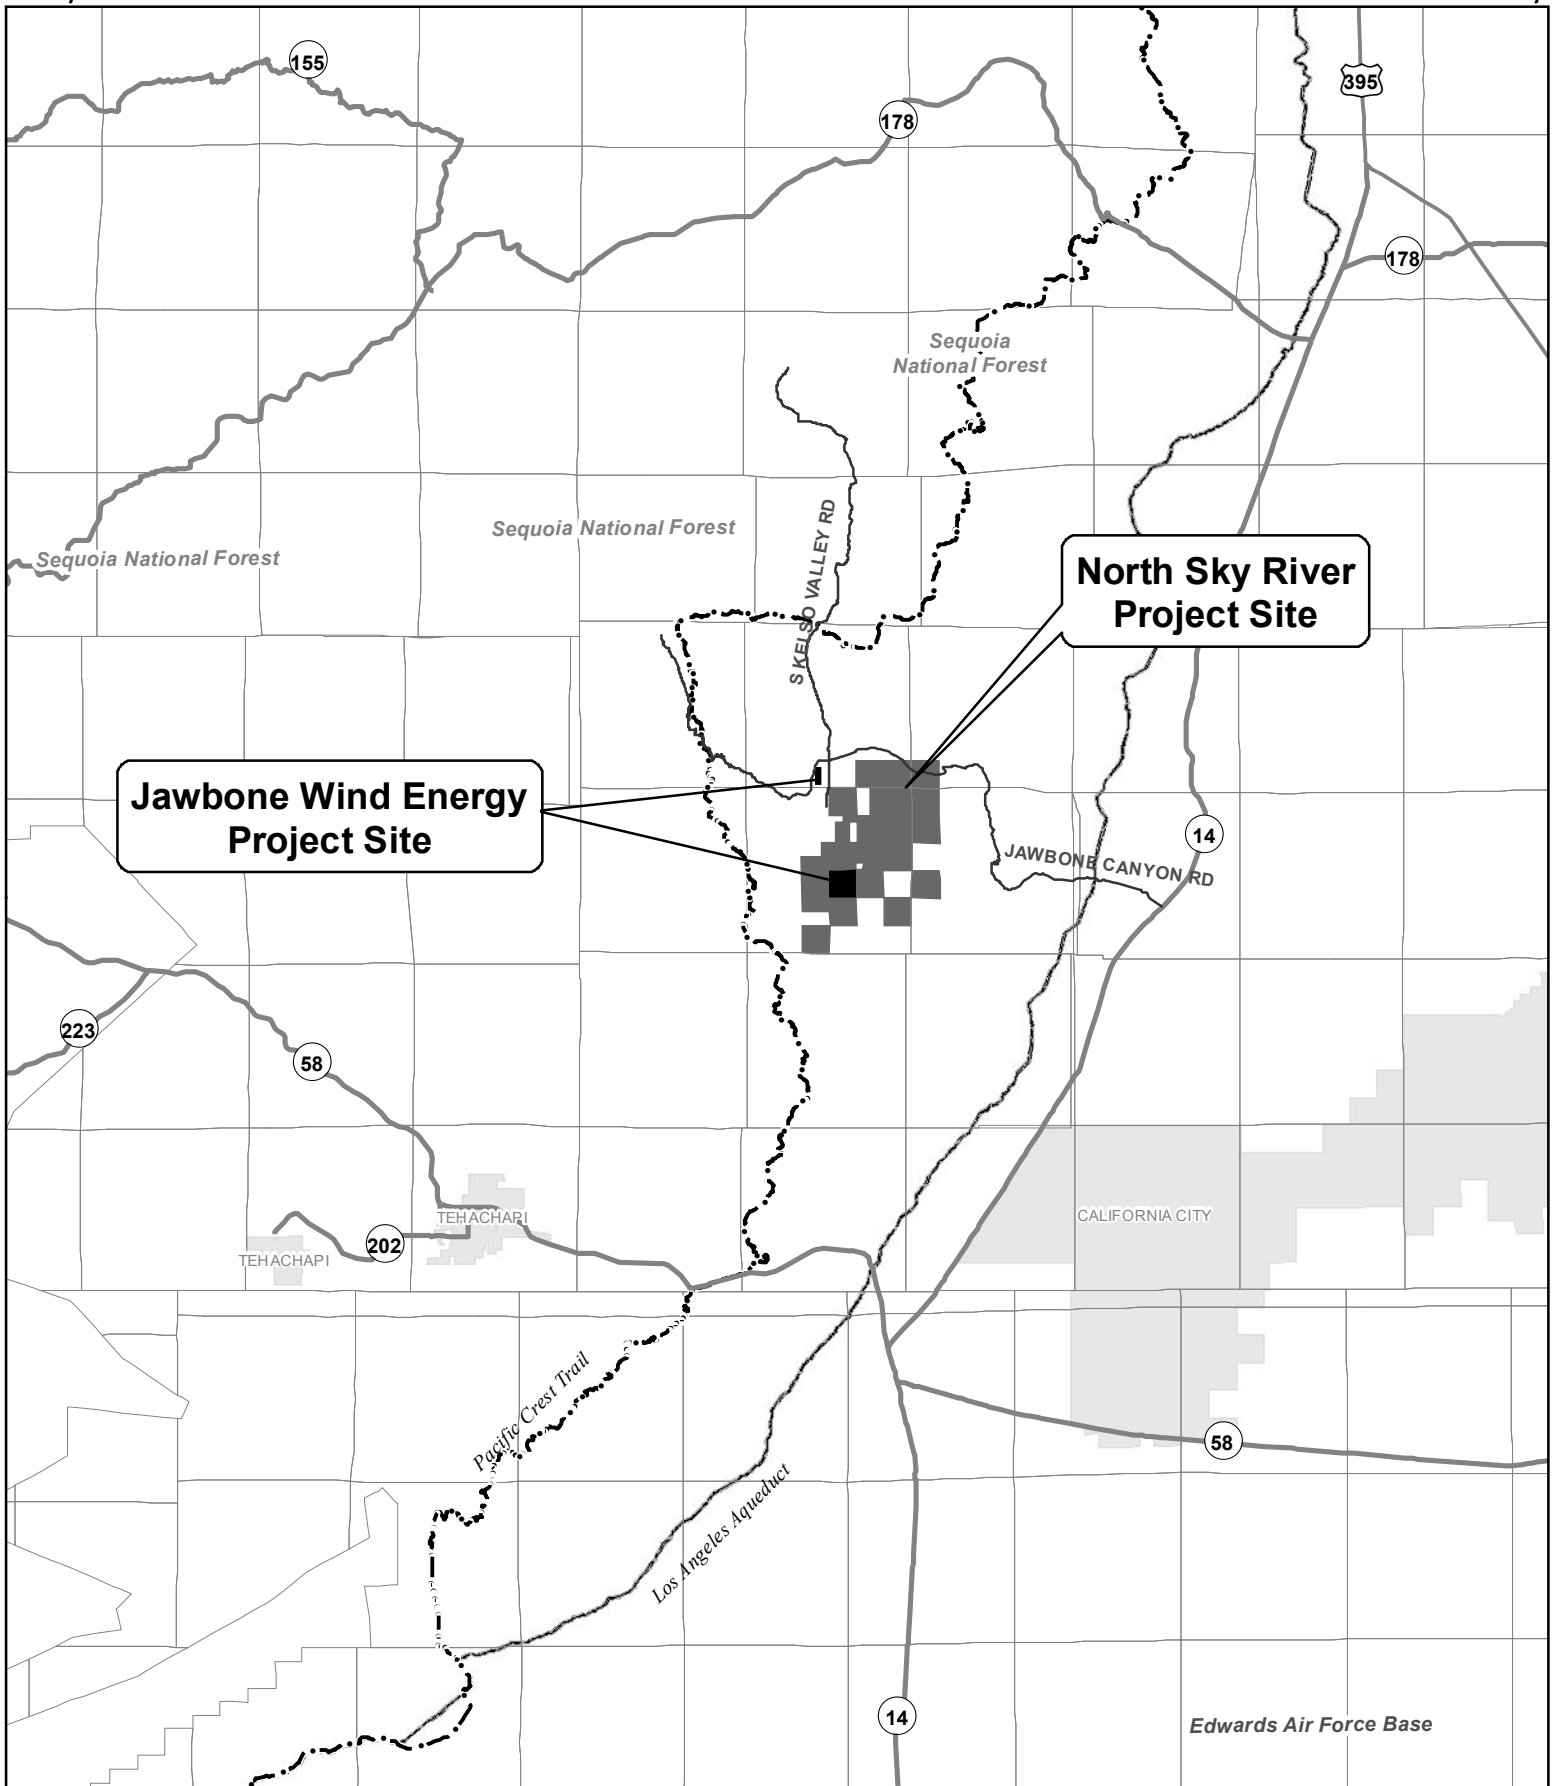 155
395
178
178
Sequoia
National Forest
S KELSO VALLEY RD
Sequoia National Forest
Sequoia National Forest
North Sky River
Project Site
Jawbone Wind Energy
Project Site
14
JAWBONE CANYON RD
223
58
TEHACHAPI
CALIFORNIA CITY
202
TEHACHAPI
Pacific Crest Trail
58
Los Angeles Aqueduct
14
Edwards Air Force Base